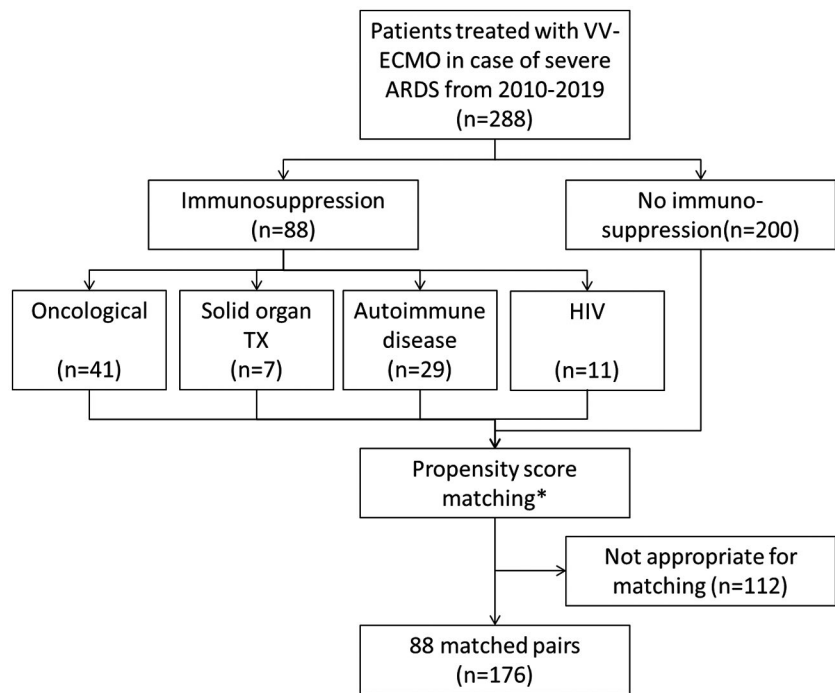 Patients treated with VV-
ECMO in case of severe
ARDS from 2010-2019
(n=288)
Immunosuppression
(n=88)
No immuno-
suppression(n=200)
Oncological
(n=41)
Solid organ
TX
(n=7)
Autoimmune
disease
(n=29)
HIV
(n=11)
Propensity score
matching*
Not appropriate for
matching (n=112)
88 matched pairs
(n=176)